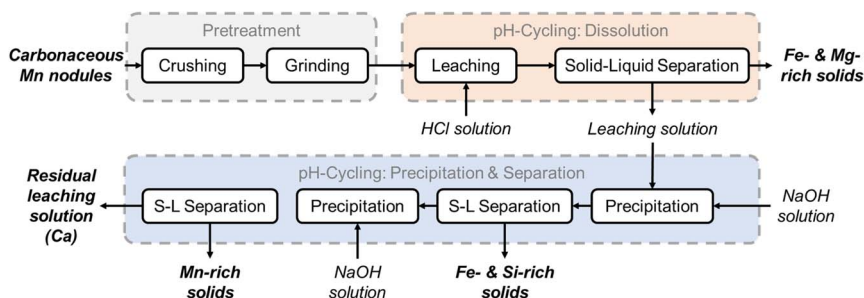 Pretreatment
pH-Cycling: Dissolution
Carbonaceous
Mn nodules
Crushing
Grinding
Leaching
Solid-Liquid Separation
Fe- & Mg-
rich solids
HCl solution
Leaching solution
pH-Cycling: Precipitation & Separation
Residual
leaching
solution
(Ca)
S-L Separation
Precipitation
S-L Separation
Precipitation
NaOH
solution
Mn-rich
solids
NaOH
solution
Fe- & Si-rich
solids